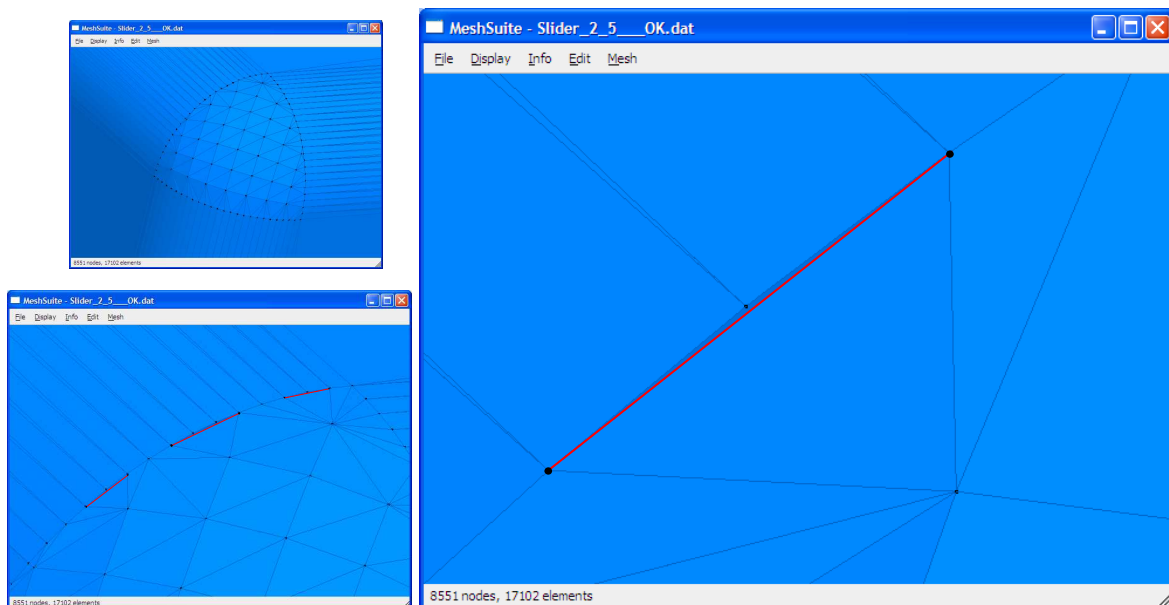 MeshSuite - Slider_2_5___OK.dat
File Display Info Edit Mesh
8551 nodes, 17102 elements
MeshSuite - Slider_2_5___OK.dat
File Display Info Edit Mesh
8551 nodes, 17102 elements
MeshSuite - Slider_2_5___OK.dat
File Display Info Edit Mesh
8551 nodes, 17102 elements